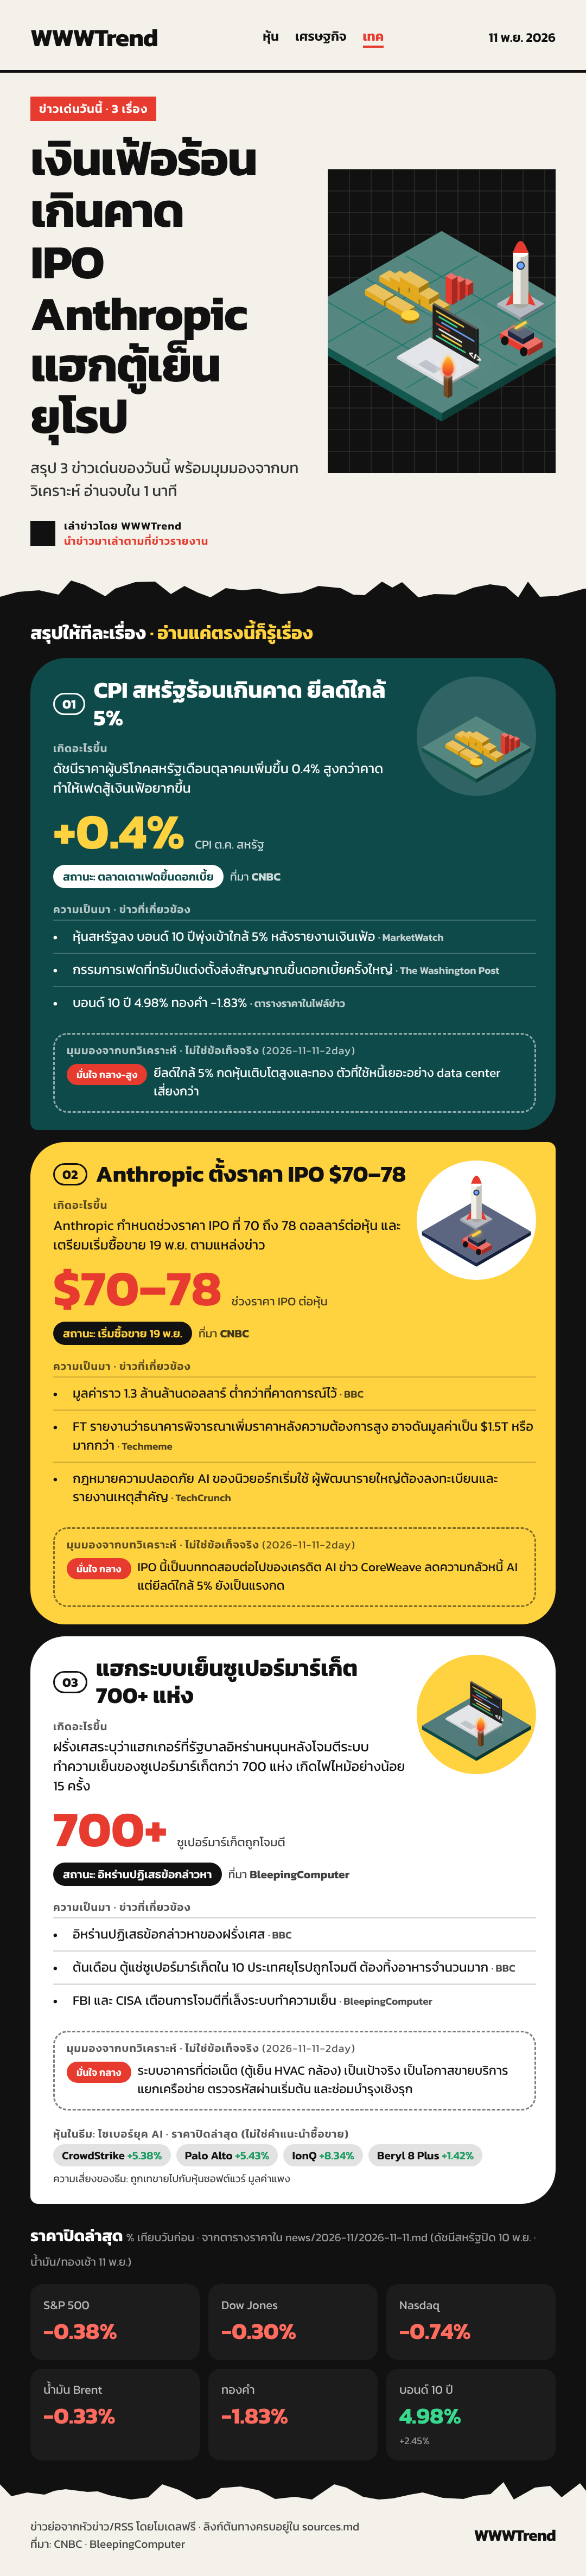 WWWTrend
หุ้น เศรษฐกิจ เทค
11 พ.ย. 2026
ข่าวเด่นวันนี้ · 3 เรื่อง
เงินเฟ้อร้อน
เกินคาด
IPO
Anthropic
แฮกตู้เย็น
ยุโรป
สรุป 3 ข่าวเด่นของวันนี้ พร้อมมุมมองจากบท
วิเคราะห์ อ่านจบใน 1 นาที
เล่าข่าวโดย WWWTrend
นำข่าวมาเล่าตามที่ข่าวรายงาน
</>
สรุปให้ทีละเรื่อง · อ่านแค่ตรงนี้ก็รู้เรื่อง
01 CPI สหรัฐร้อนเกินคาด ยีลด์ใกล้
5%
เกิดอะไรขึ้น
ดัชนีราคาผู้บริโภคสหรัฐเดือนตุลาคมเพิ่มขึ้น 0.4% สูงกว่าคาด
ทำให้เฟดสู้เงินเฟ้อยากขึ้น
+0.4% CPI ต.ค. สหรัฐ
สถานะ: ตลาดเดาเฟดขึ้นดอกเบี้ย ที่มา CNBC
ความเป็นมา · ข่าวที่เกี่ยวข้อง
• หุ้นสหรัฐลง บอนด์ 10 ปีพุ่งเข้าใกล้ 5% หลังรายงานเงินเฟ้อ · MarketWatch
• กรรมการเฟดที่ทรัมป์แต่งตั้งส่งสัญญาณขึ้นดอกเบี้ยครั้งใหญ่ · The Washington Post
• บอนด์ 10 ปี 4.98% ทองคำ -1.83% · ตารางราคาในไฟล์ข่าว
มุมมองจากบทวิเคราะห์ · ไม่ใช่ข้อเท็จจริง (2026-11-11-2day)
มั่นใจ กลาง-สูง ยีลด์ใกล้ 5% กดหุ้นเติบโตสูงและทอง ตัวที่ใช้หนี้เยอะอย่าง data center
เสี่ยงกว่า
02 Anthropic ตั้งราคา IPO $70–78
เกิดอะไรขึ้น
Anthropic กำหนดช่วงราคา IPO ที่ 70 ถึง 78 ดอลลาร์ต่อหุ้น และ
เตรียมเริ่มซื้อขาย 19 พ.ย. ตามแหล่งข่าว
$70–78 ช่วงราคา IPO ต่อหุ้น
สถานะ: เริ่มซื้อขาย 19 พ.ย. ที่มา CNBC
ความเป็นมา · ข่าวที่เกี่ยวข้อง
• มูลค่าราว 1.3 ล้านล้านดอลลาร์ ต่ำกว่าที่คาดการณ์ไว้ · BBC
• FT รายงานว่าธนาคารพิจารณาเพิ่มราคาหลังความต้องการสูง อาจดันมูลค่าเป็น $1.5T หรือ
มากกว่า · Techmeme
• กฎหมายความปลอดภัย AI ของนิวยอร์กเริ่มใช้ ผู้พัฒนารายใหญ่ต้องลงทะเบียนและ
รายงานเหตุสำคัญ · TechCrunch
มุมมองจากบทวิเคราะห์ · ไม่ใช่ข้อเท็จจริง (2026-11-11-2day)
มั่นใจ กลาง IPO นี้เป็นบททดสอบต่อไปของเครดิต AI ข่าว CoreWeave ลดความกลัวหนี้ AI
แต่ยีลด์ใกล้ 5% ยังเป็นแรงกด
03 แฮกระบบเย็นซูเปอร์มาร์เก็ต
700+ แห่ง
เกิดอะไรขึ้น
ฝรั่งเศสระบุว่าแฮกเกอร์ที่รัฐบาลอิหร่านหนุนหลังโจมตีระบบ
ทำความเย็นของซูเปอร์มาร์เก็ตกว่า 700 แห่ง เกิดไฟไหม้อย่างน้อย
15 ครั้ง
700+ ซูเปอร์มาร์เก็ตถูกโจมตี
สถานะ: อิหร่านปฏิเสธข้อกล่าวหา ที่มา BleepingComputer
ความเป็นมา · ข่าวที่เกี่ยวข้อง
• อิหร่านปฏิเสธข้อกล่าวหาของฝรั่งเศส · BBC
• ต้นเดือน ตู้แช่ซูเปอร์มาร์เก็ตใน 10 ประเทศยุโรปถูกโจมตี ต้องทิ้งอาหารจำนวนมาก · BBC
• FBI และ CISA เตือนการโจมตีที่เล็งระบบทำความเย็น · BleepingComputer
มุมมองจากบทวิเคราะห์ · ไม่ใช่ข้อเท็จจริง (2026-11-11-2day)
มั่นใจ กลาง ระบบอาคารที่ต่อเน็ต (ตู้เย็น HVAC กล้อง) เป็นเป้าจริง เป็นโอกาสขายบริการ
แยกเครือข่าย ตรวจรหัสผ่านเริ่มต้น และซ่อมบำรุงเชิงรุก
หุ้นในธีม: ไซเบอร์ยุค AI · ราคาปิดล่าสุด (ไม่ใช่คำแนะนำซื้อขาย)
CrowdStrike +5.38% Palo Alto +5.43% IonQ +8.34% Beryl 8 Plus +1.42%
ความเสี่ยงของธีม: ถูกเทขายไปกับหุ้นซอฟต์แวร์ มูลค่าแพง
ราคาปิดล่าสุด % เทียบวันก่อน · จากตารางราคาใน news/2026-11/2026-11-11.md (ดัชนีสหรัฐปิด 10 พ.ย. ·
น้ำมัน/ทองเช้า 11 พ.ย.)
S&P 500 Dow Jones Nasdaq
-0.38% -0.30% -0.74%
น้ำมัน Brent ทองคำ บอนด์ 10 ปี
-0.33% -1.83% 4.98%
+2.45%
ข่าวย่อจากหัวข่าว/RSS โดยโมเดลฟรี · ลิงก์ต้นทางครบอยู่ใน sources.md
ที่มา: CNBC · BleepingComputer
WWWTrend